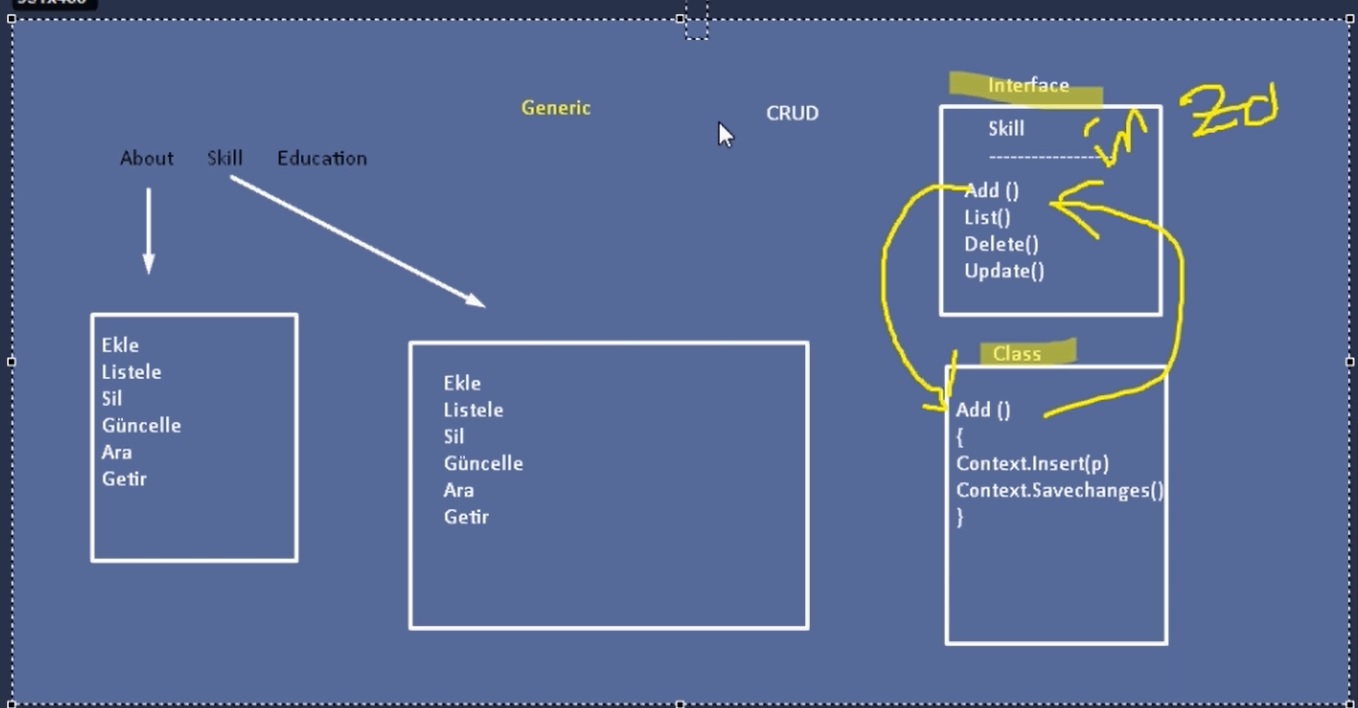 Generic
CRUD
About Skill Education
Ekle
Listele
Sil
Güncelle
Ara
Getir
Ekle
Listele
Sil
Güncelle
Ara
Getir
Interface
Skill
------------------
Add ()
List()
Delete()
Update()
Class
Add ()
{
Context.Insert(p)
Context.Savechanges()
}